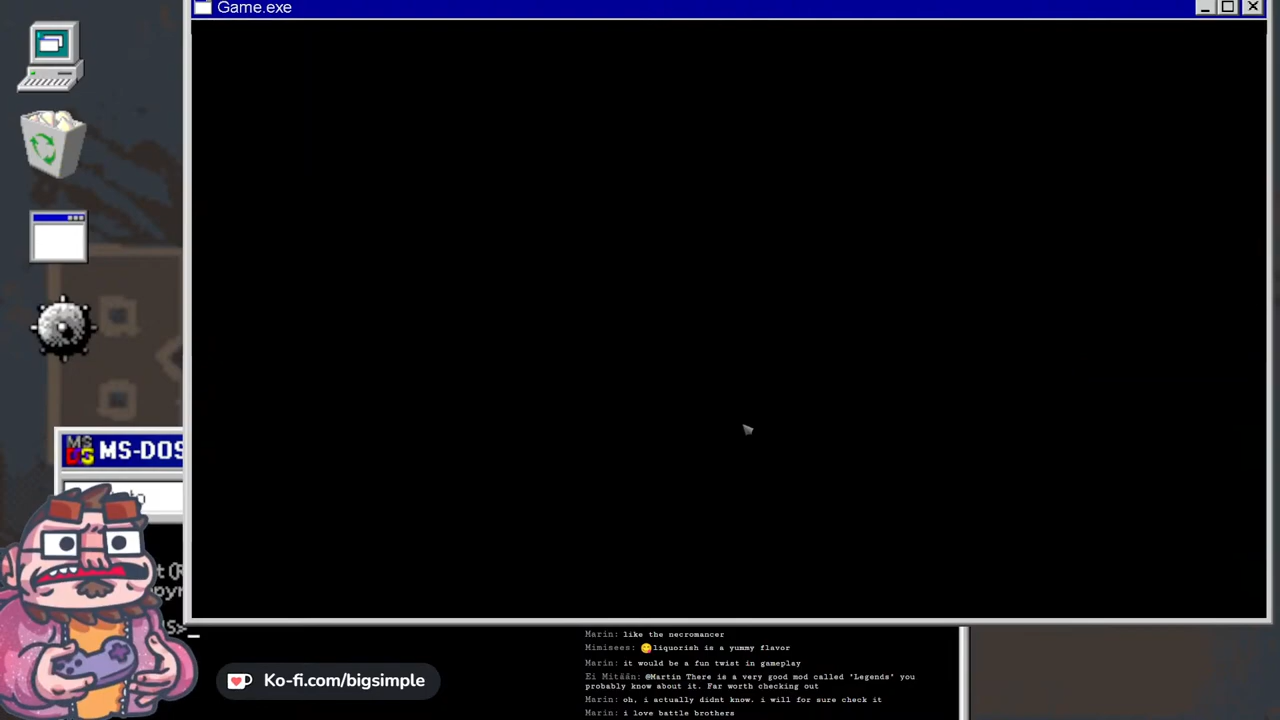 Game.exe
MS-DOS
Marin: like the necromancer
Mimisees: 😋liquorish is a yummy flavor
Marin: it would be a fun twist in gameplay
Ei Mitään: @Martin There is a very good mod called 'Legends' you
probably know about it. Far worth checking out
Marin: oh, i actually didnt know. i will for sure check it
Marin: i love battle brothers
Ko-fi.com/bigsimple